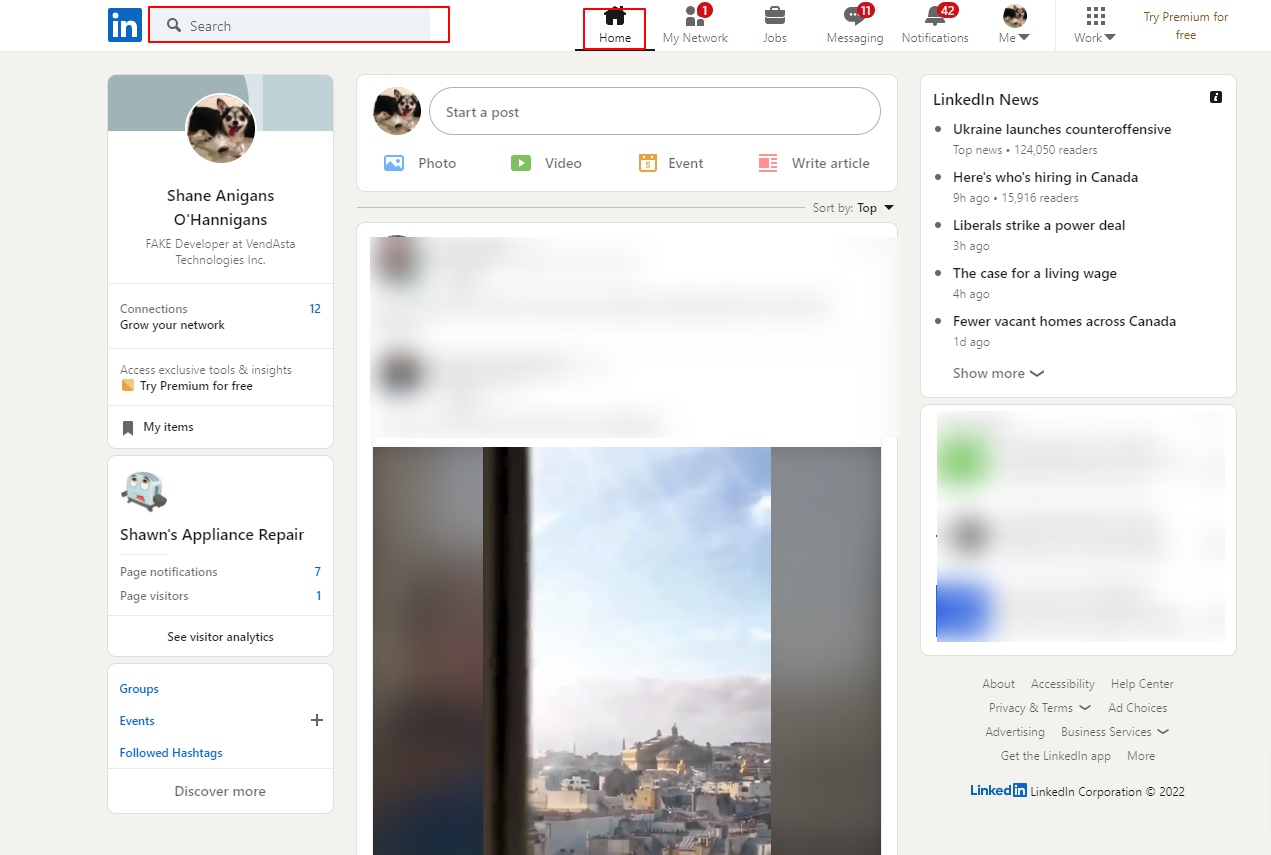 in
Search
Home
1
My Network
Jobs
11
Messaging
42
Notifications
Me
Work
Try Premium for
free
Shane Anigans
O'Hannigans
FAKE Developer at VendAsta
Technologies Inc.
Connections 12
Grow your network
Access exclusive tools & insights
Try Premium for free
My items
Shawn's Appliance Repair
Page notifications 7
Page visitors 1
See visitor analytics
Groups
Events
Followed Hashtags
Discover more
Start a post
Photo
Video
5
Event
Write article
Sort by: Top
LinkedIn News
i
Ukraine launches counteroffensive
Top news • 124,050 readers
Here's who's hiring in Canada
9h ago • 15,916 readers
Liberals strike a power deal
3h ago
The case for a living wage
4h ago
Fewer vacant homes across Canada
1d ago
Show more
About Accessibility Help Center
Privacy & Terms Ad Choices
Advertising Business Services
Get the LinkedIn app More
LinkedIn LinkedIn Corporation © 2022